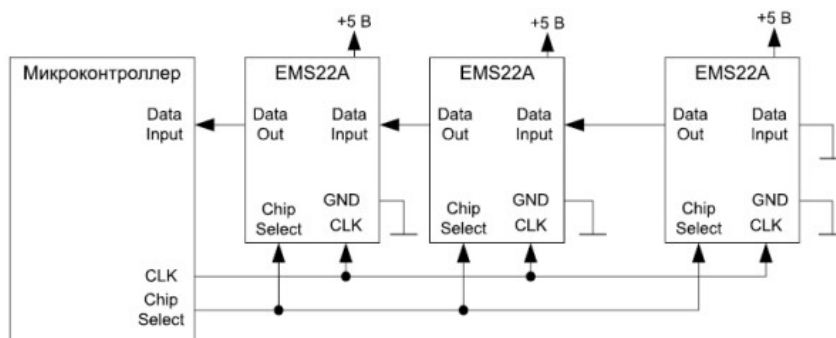 +5 В
+5 В
+5 В
Микроконтроллер
EMS22A
EMS22A
EMS22A
Data
Input
Data
Out
Data
Input
Data
Out
Data
Input
Data
Out
Data
Input
Chip
Select
GND
CLK
Chip
Select
GND
CLK
Chip
Select
GND
CLK
CLK
Chip
Select